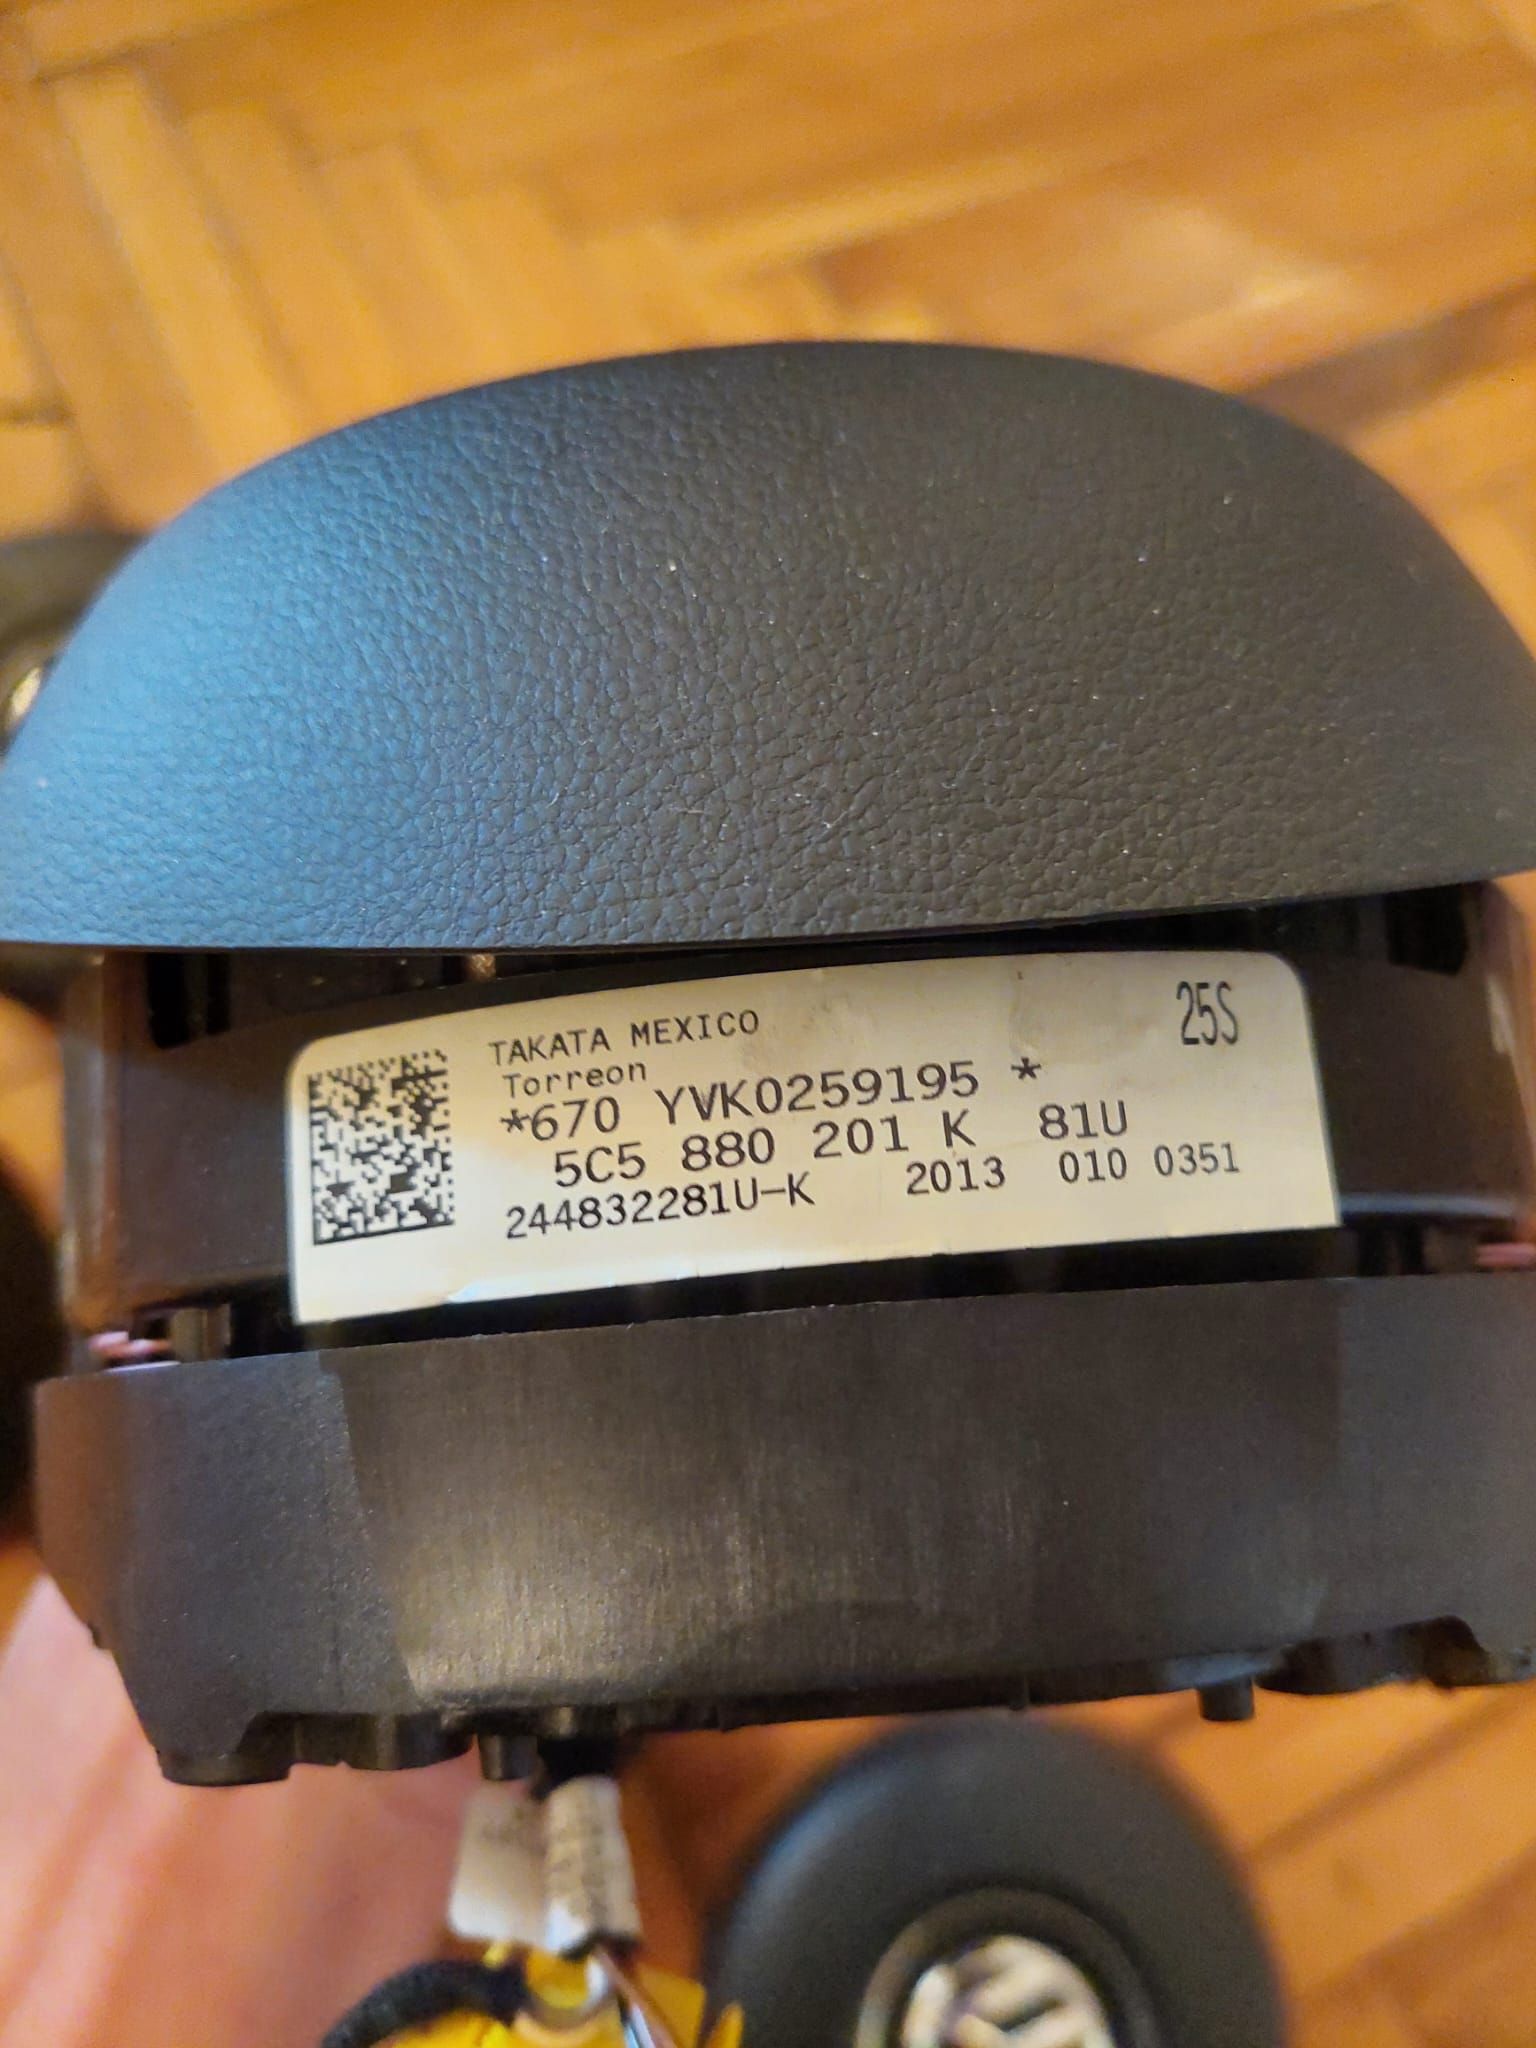 TAKATA MEXICO 25S
Torreon
*670 YVK0259195 *
5C5 880 201 K 81U
244832281U-K 2013 010 0351